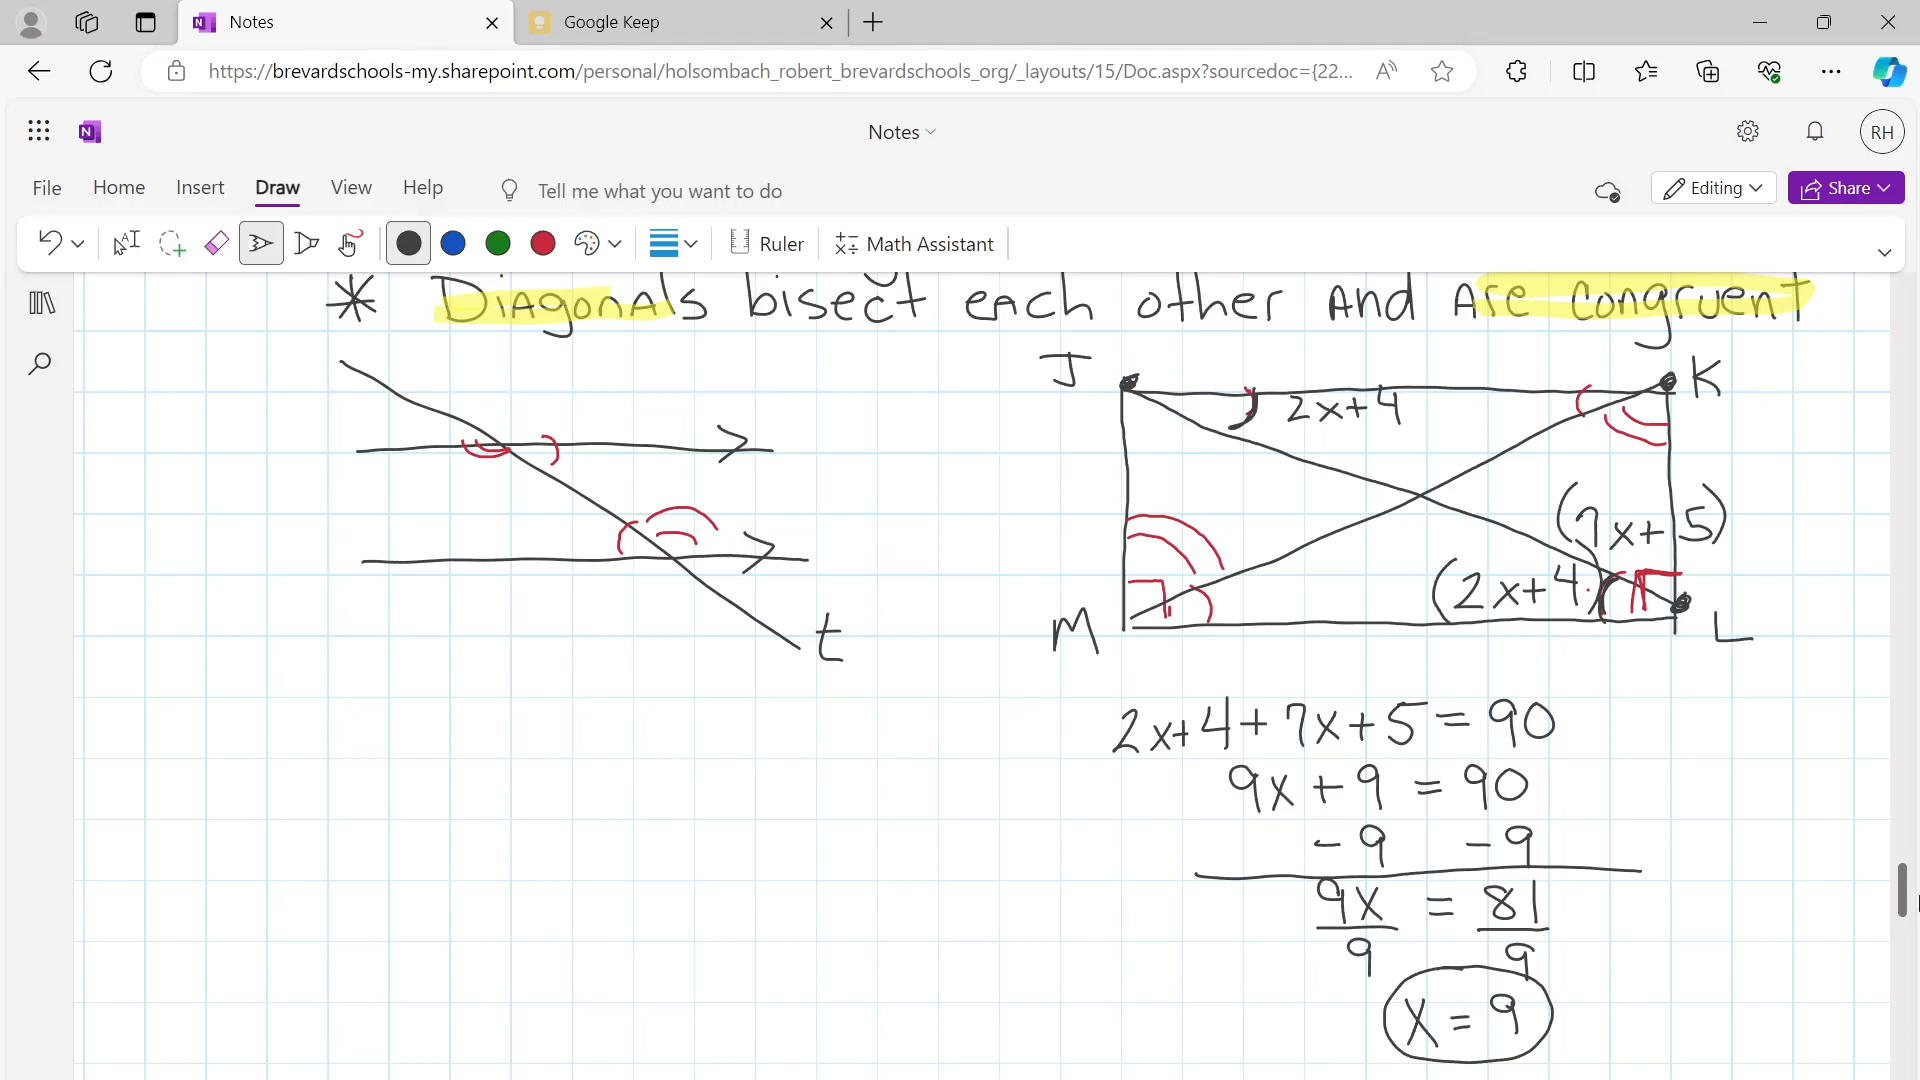 Notes
Google Keep
https://brevardschools-my.sharepoint.com/personal/holsombach_robert_brevardschools_org/_layouts/15/Doc.aspx?sourcedoc={22...
Notes
RH
File Home Insert Draw View Help Tell me what you want to do
Editing
Share
Ruler
Math Assistant
* Diagonals bisect each other And Are congruent
J
K
2x+4
(7x+5)
(2x+4)
t
M
L
2x+4+7x+5=90
9x+9=90
-9 -9
9x = 81
9 9
x=9